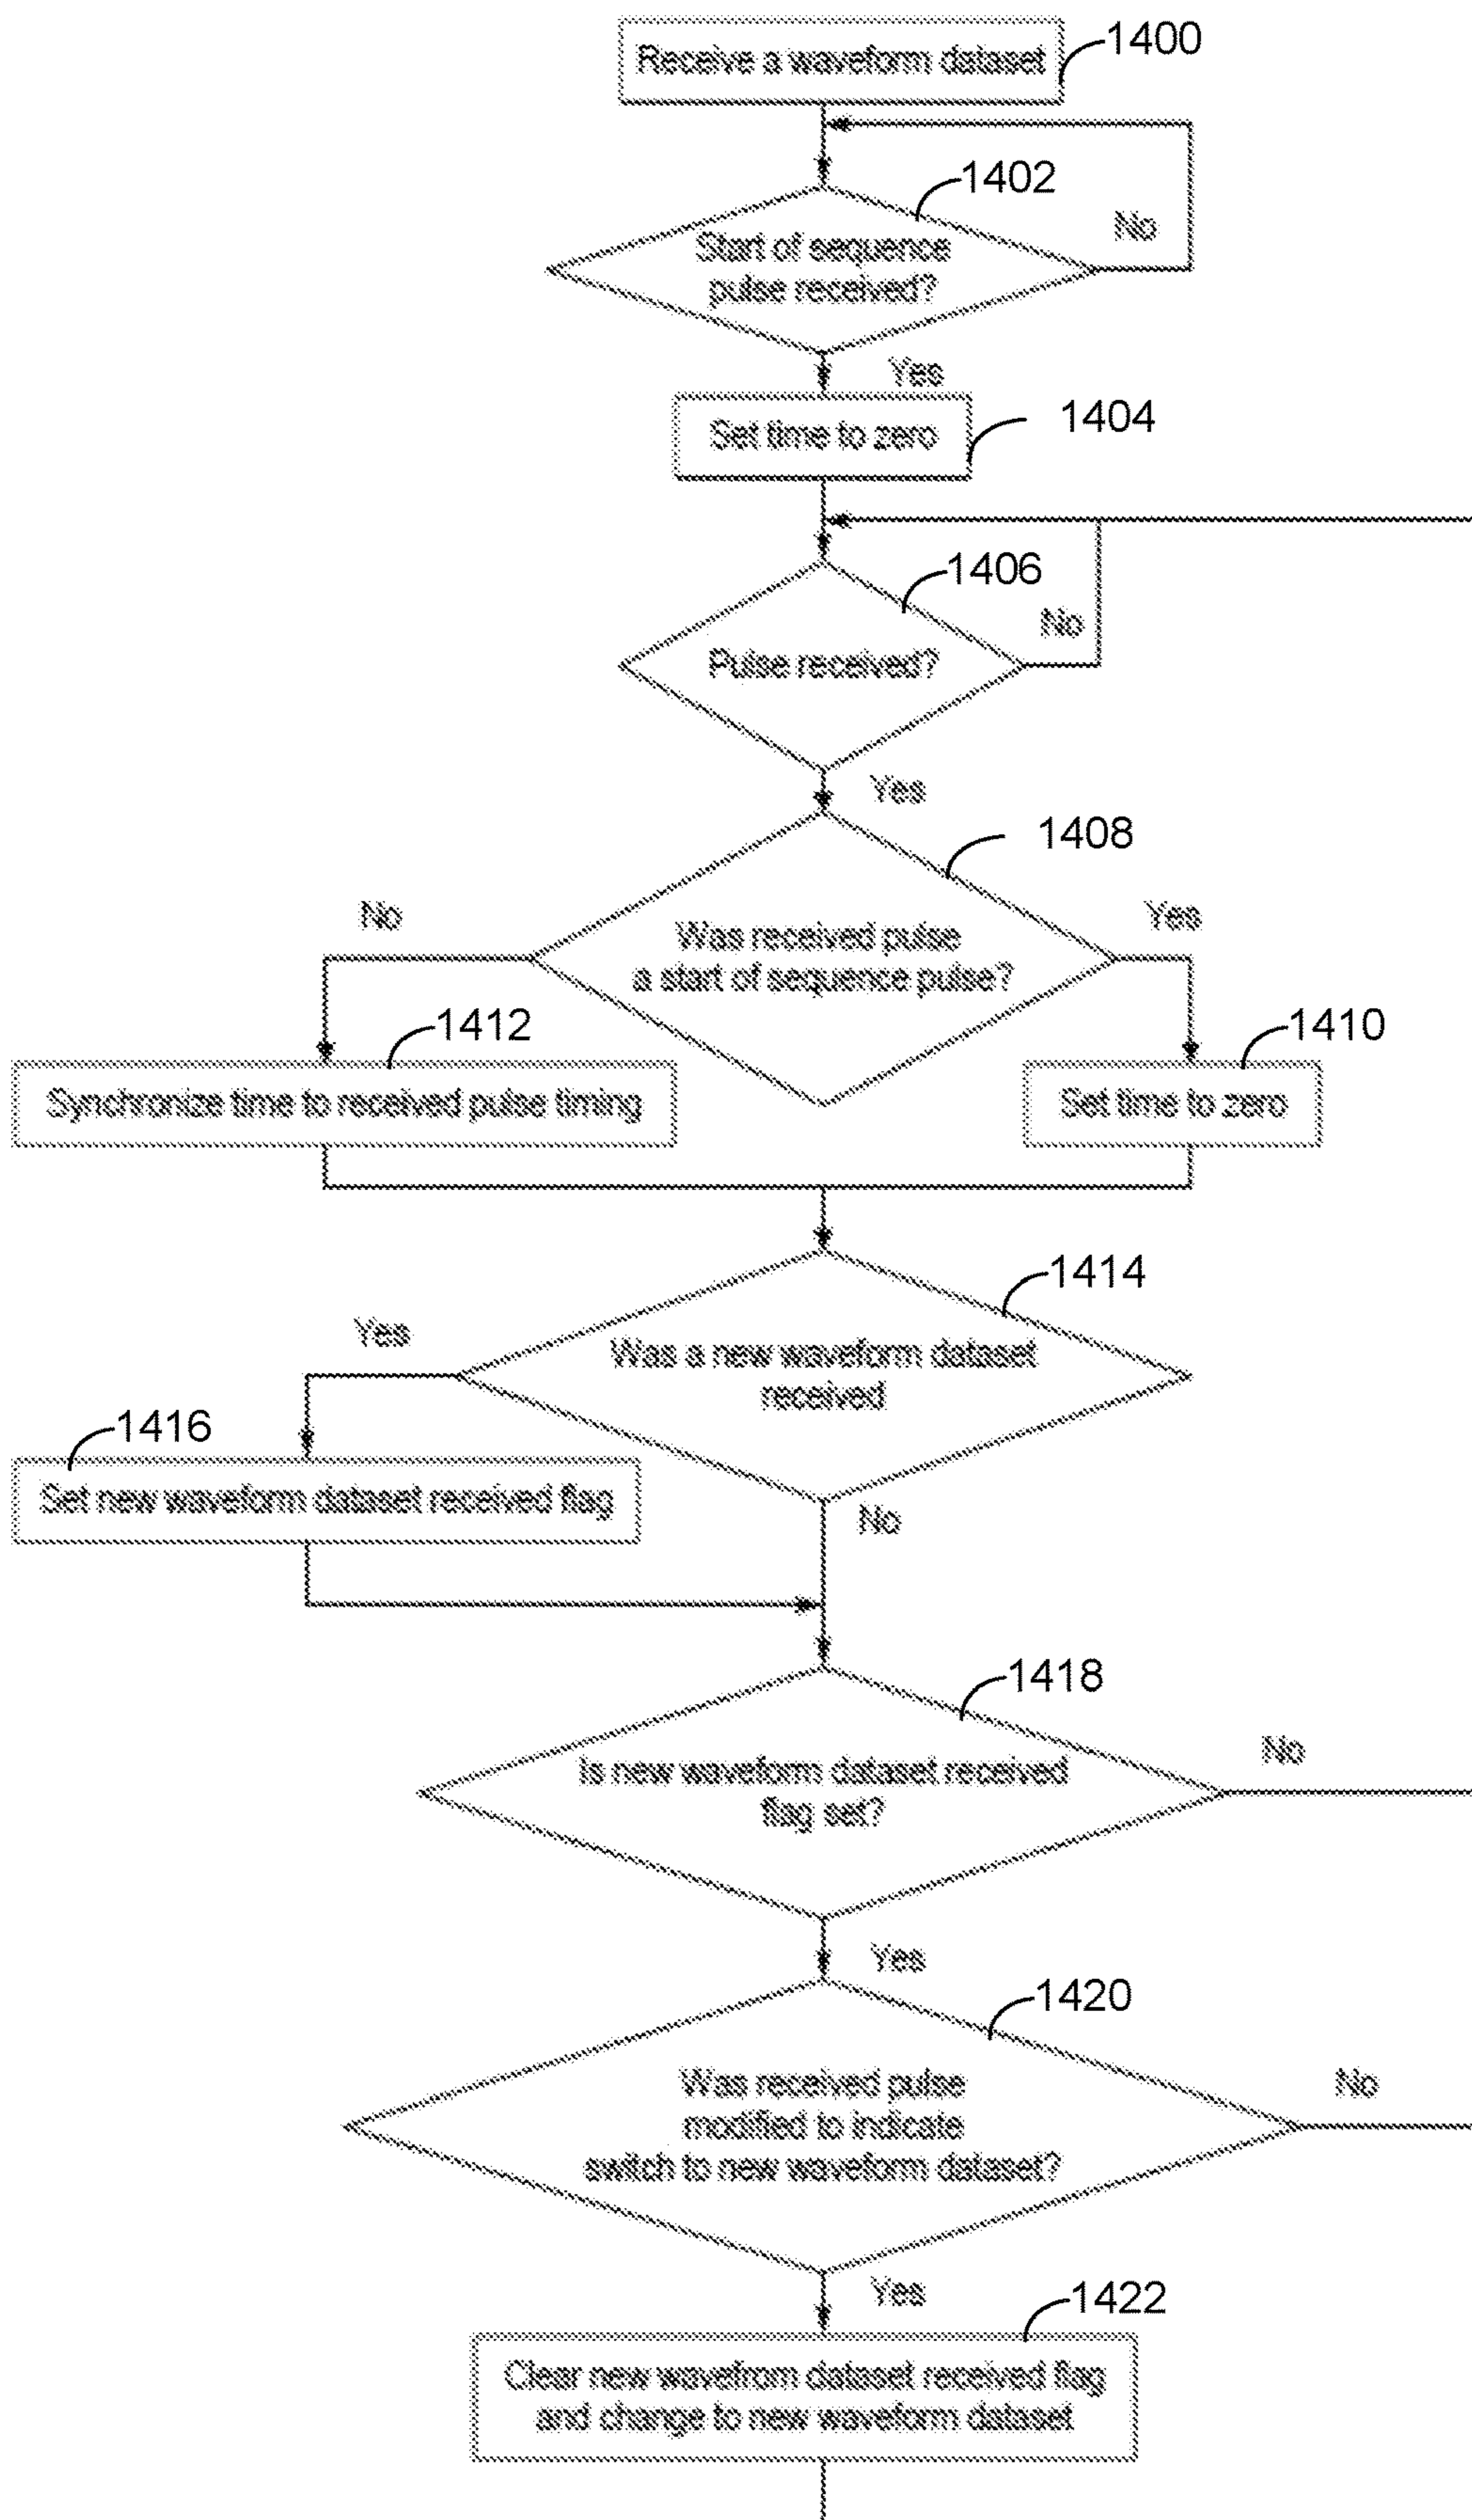 Receive a waveform dataset
1400
1402
Start of sequence
pulse received?
No
Yes
Set time to zero
1404
1406
Pulse received?
No
Yes
1408
Was received pulse
a start of sequence pulse?
No
Yes
1412
Synchronize time to received pulse timing
1410
Set time to zero
1414
Was a new waveform dataset
received
Yes
1416
Set new waveform dataset received flag
No
1418
Is new waveform dataset received
flag set?
No
Yes
1420
Was received pulse
modified to indicate
switch to new waveform dataset?
No
Yes
1422
Clear new wavefrom dataset received flag
and change to new waveform dataset